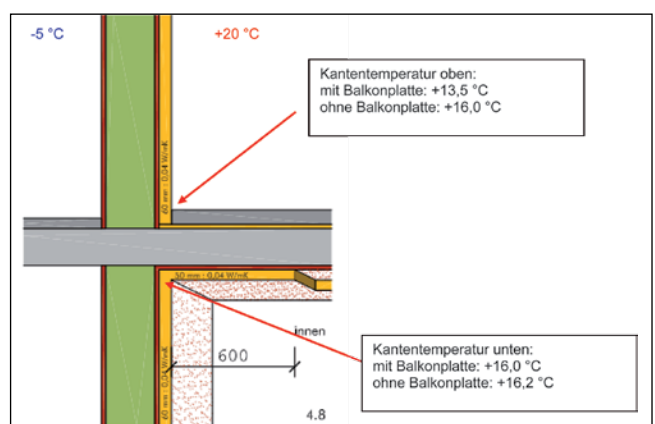 -5 °C
+20 °C
Kantentemperatur oben:
mit Balkonplatte: +13,5 °C
ohne Balkonplatte: +16,0 °C
60 mm : 0,04 W/mK
50 mm : 0,04 W/mK
innen
600
Kantentemperatur unten:
mit Balkonplatte: +16,0 °C
ohne Balkonplatte: +16,2 °C
60 mm : 0,04 W/mK
4.8